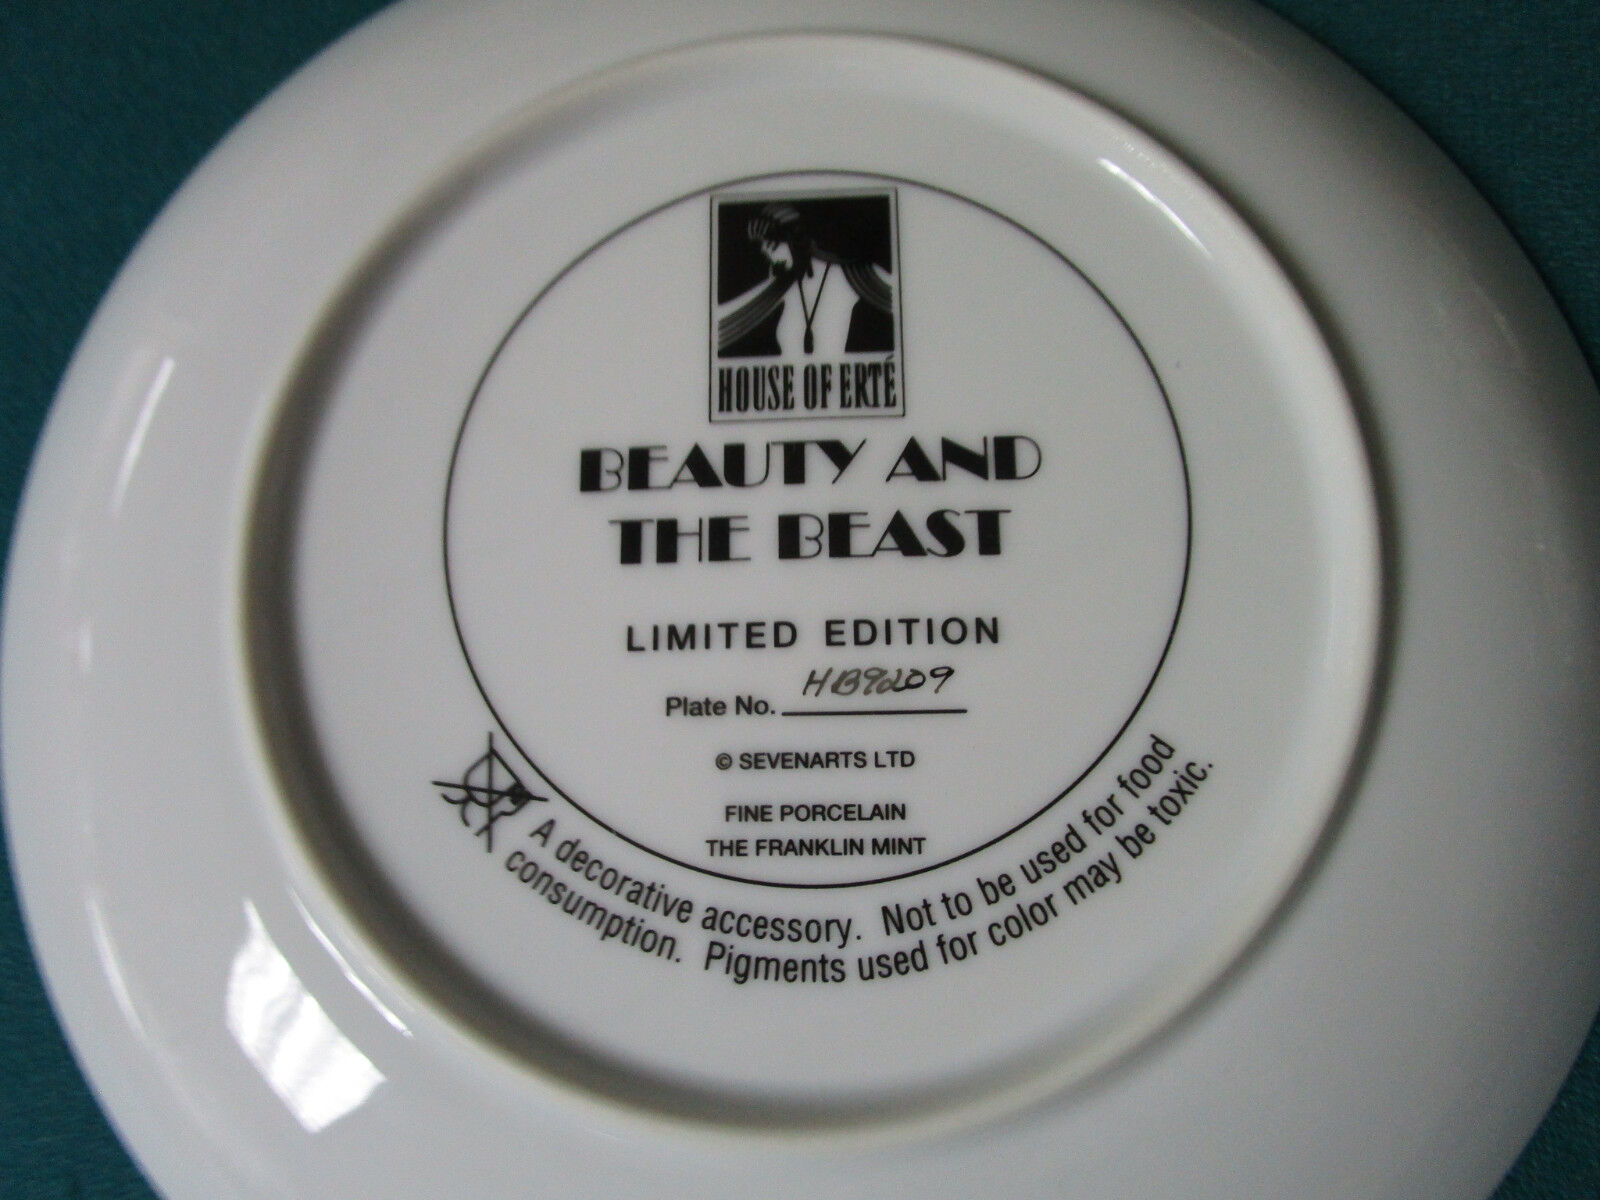 HOUSE OF ERTÉ
BEAUTY AND
THE BEAST
LIMITED EDITION
Plate No. HB9209
© SEVENARTS LTD
FINE PORCELAIN
THE FRANKLIN MINT
A decorative accessory. Not to be used for food
consumption. Pigments used for color may be toxic.